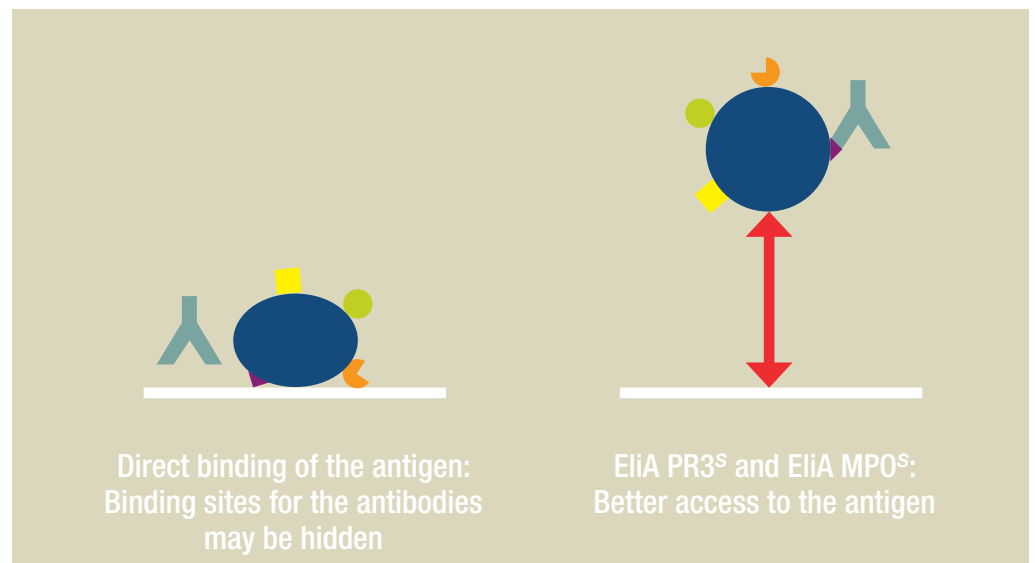 Direct binding of the antigen:
Binding sites for the antibodies
may be hidden
EliA PR3ˢ and EliA MPOˢ:
Better access to the antigen